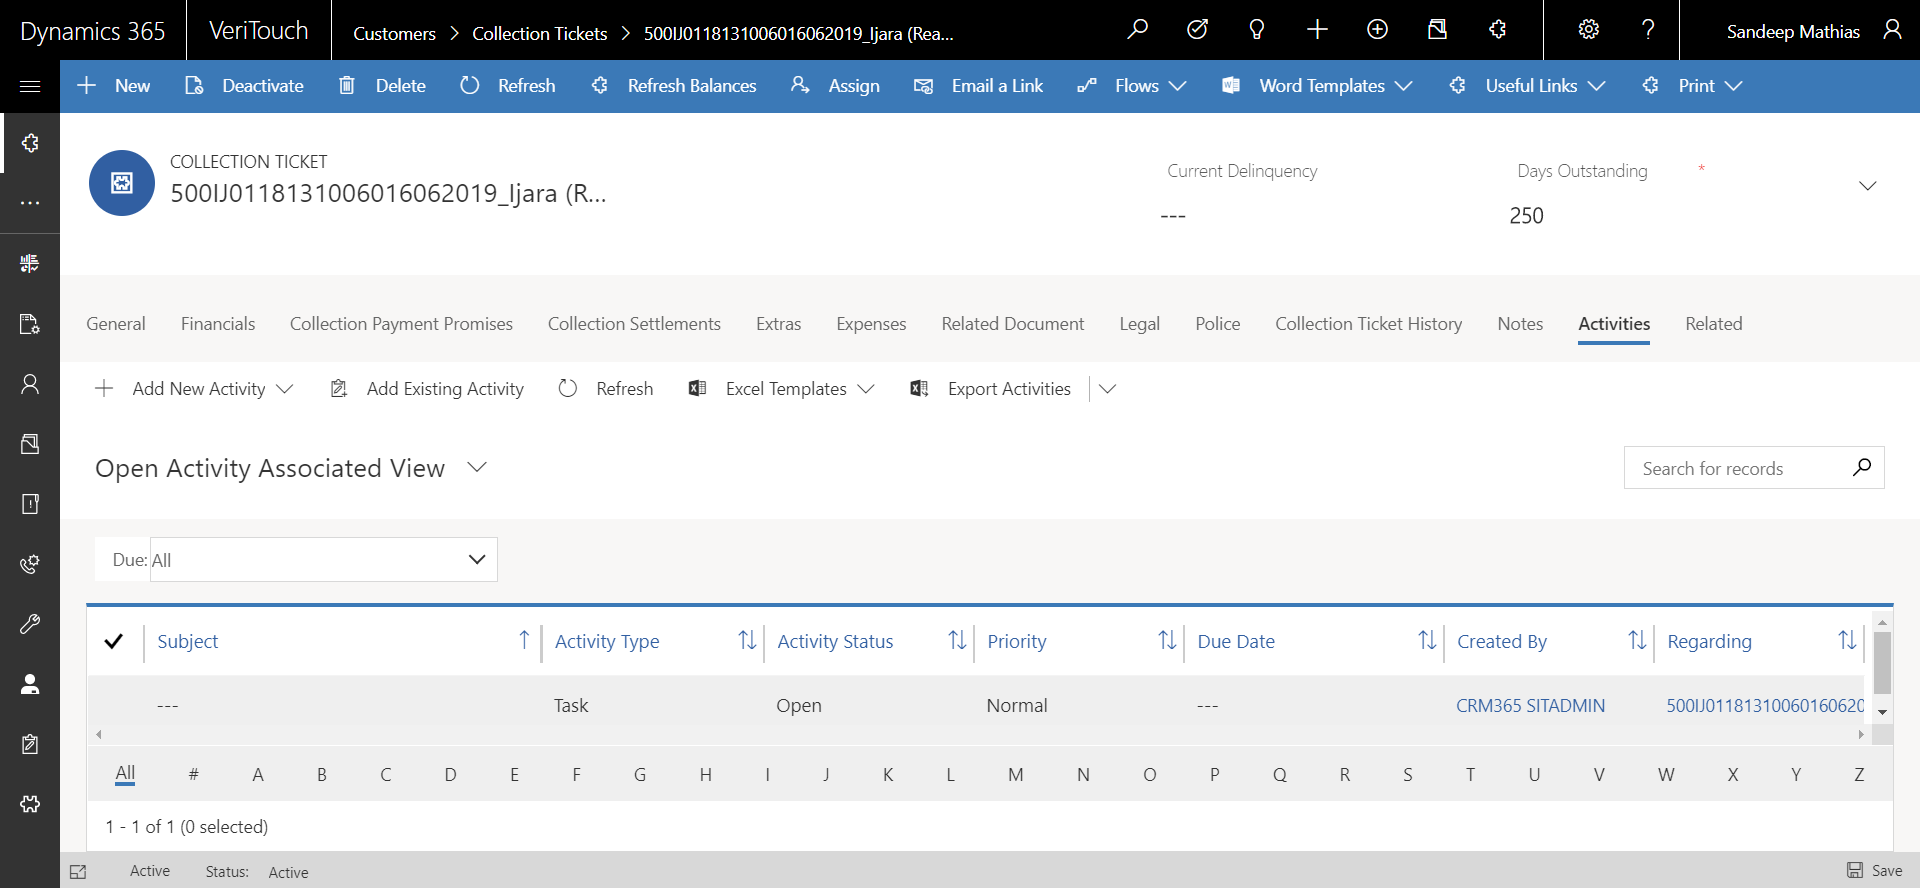 Dynamics 365
VeriTouch
Customers > Collection Tickets > 500IJ0118131006016062019_Ijara (Rea...
Sandeep Mathias
New
Deactivate
Delete
Refresh
Refresh Balances
Assign
Email a Link
Flows
Word Templates
Useful Links
Print
COLLECTION TICKET
500IJ0118131006016062019_Ijara (R...
Current Delinquency
---
Days Outstanding *
250
General
Financials
Collection Payment Promises
Collection Settlements
Extras
Expenses
Related Document
Legal
Police
Collection Ticket History
Notes
Activities
Related
Add New Activity
Add Existing Activity
Refresh
Excel Templates
Export Activities
Open Activity Associated View
Search for records
Due: All
Subject
Activity Type
Activity Status
Priority
Due Date
Created By
Regarding
---
Task
Open
Normal
---
CRM365 SITADMIN
500IJ01181310060160620
All # A B C D E F G H I J K L M N O P Q R S T U V W X Y Z
1 - 1 of 1 (0 selected)
Active
Status: Active
Save